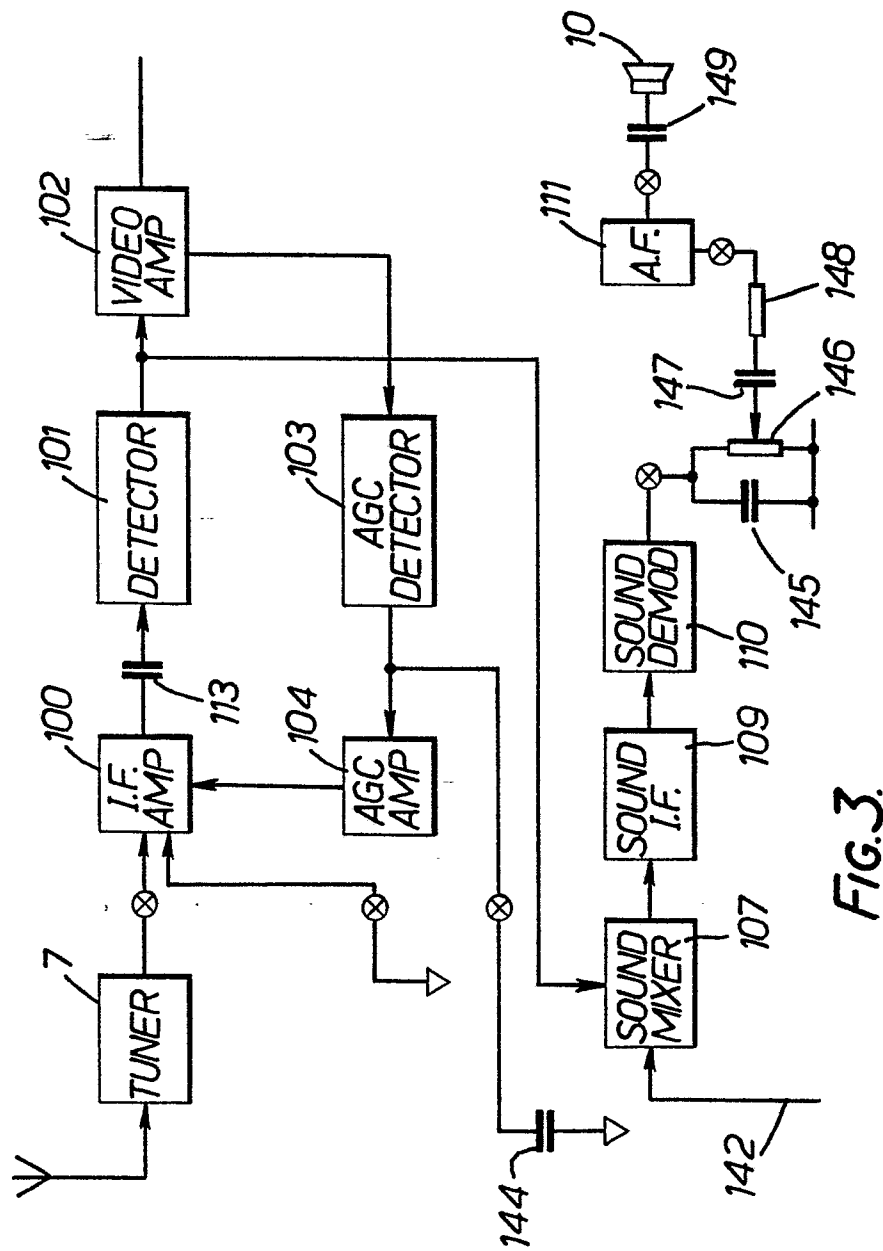 7
TUNER
100
I.F.
AMP
113
101
DETECTOR
102
VIDEO
AMP
104
AGC
AMP
103
AGC
DETECTOR
144
142
SOUND
MIXER
107
SOUND
I.F.
109
SOUND
DEMOD
110
145
146
147
148
A.F.
111
149
10
FIG.3.